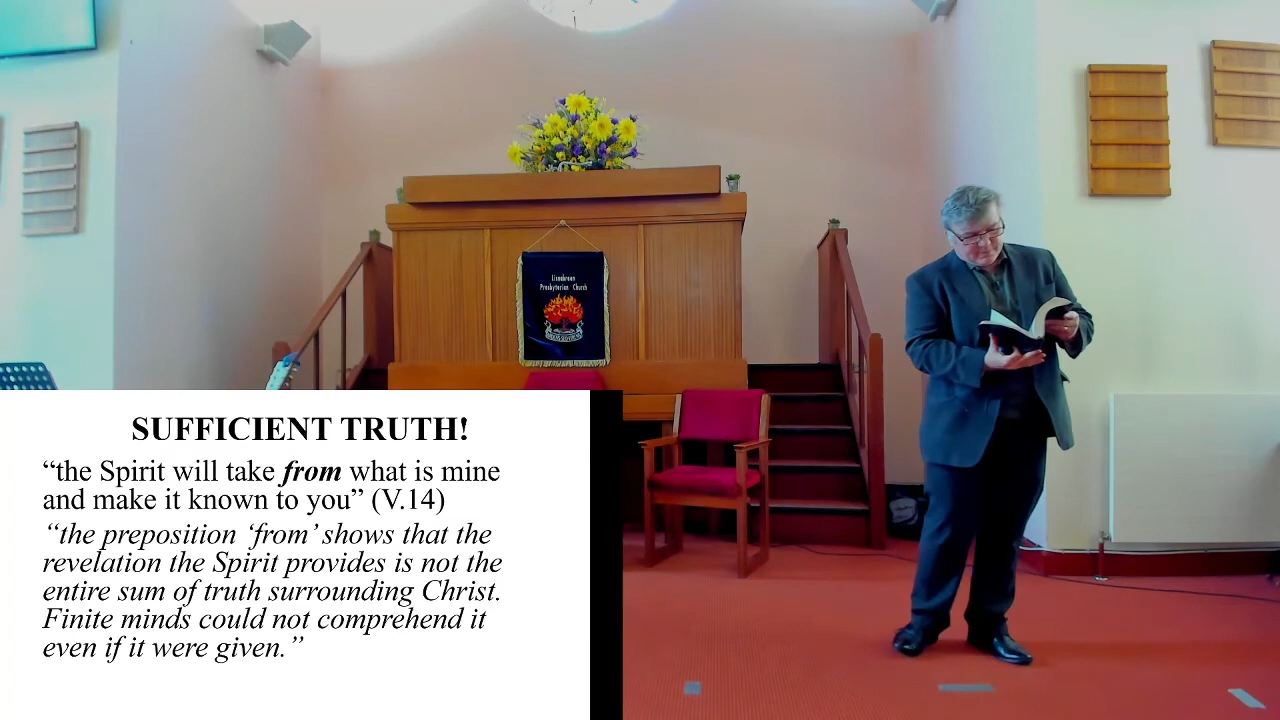 Lisnabreen
Presbyterian Church
SUFFICIENT TRUTH!
“the Spirit will take from what is mine
and make it known to you” (V.14)
“the preposition ‘from’ shows that the
revelation the Spirit provides is not the
entire sum of truth surrounding Christ.
Finite minds could not comprehend it
even if it were given.”